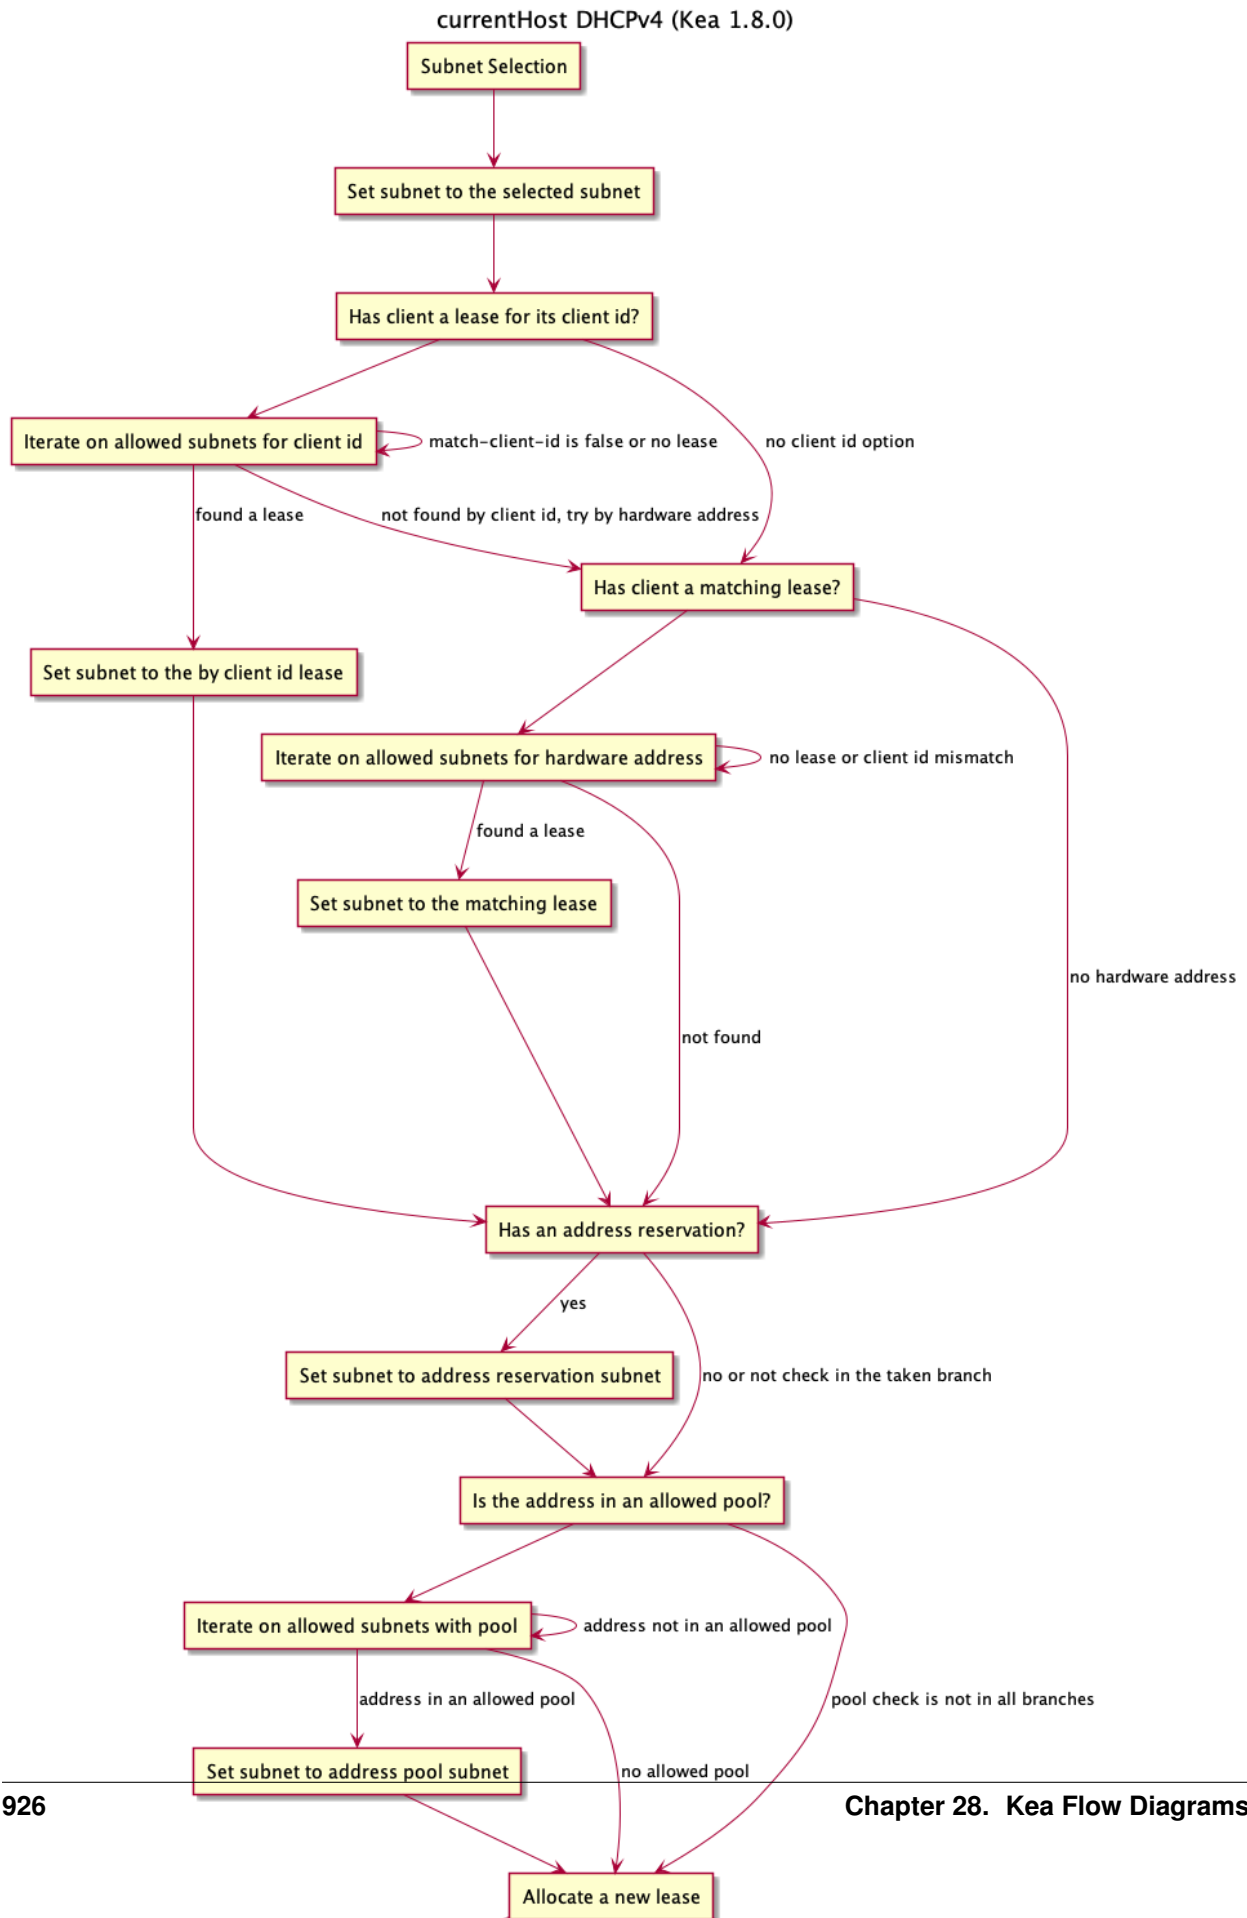 currentHost DHCPv4 (Kea 1.8.0)
Subnet Selection
Set subnet to the selected subnet
Has client a lease for its client id?
Iterate on allowed subnets for client id
match-client-id is false or no lease
no client id option
found a lease
not found by client id, try by hardware address
Has client a matching lease?
Set subnet to the by client id lease
Iterate on allowed subnets for hardware address
no lease or client id mismatch
found a lease
Set subnet to the matching lease
no hardware address
not found
Has an address reservation?
yes
Set subnet to address reservation subnet
no or not check in the taken branch
Is the address in an allowed pool?
Iterate on allowed subnets with pool
address not in an allowed pool
address in an allowed pool
pool check is not in all branches
Set subnet to address pool subnet
no allowed pool
926
Chapter 28. Kea Flow Diagrams
Allocate a new lease